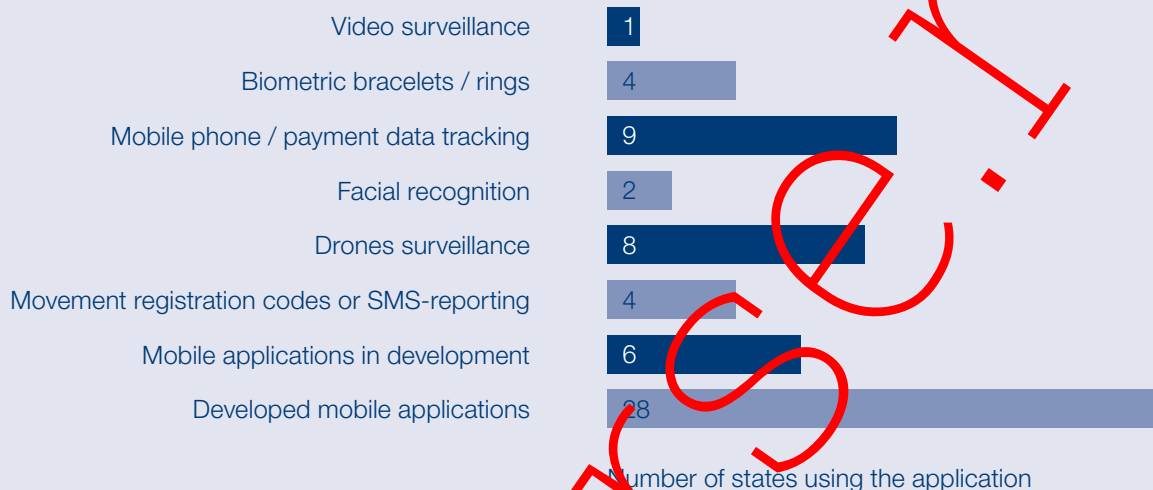 Video surveillance 1
Biometric bracelets / rings 4
Mobile phone / payment data tracking 9
Facial recognition 2
Drones surveillance 8
Movement registration codes or SMS-reporting 4
Mobile applications in development 6
Developed mobile applications 28
Number of states using the application